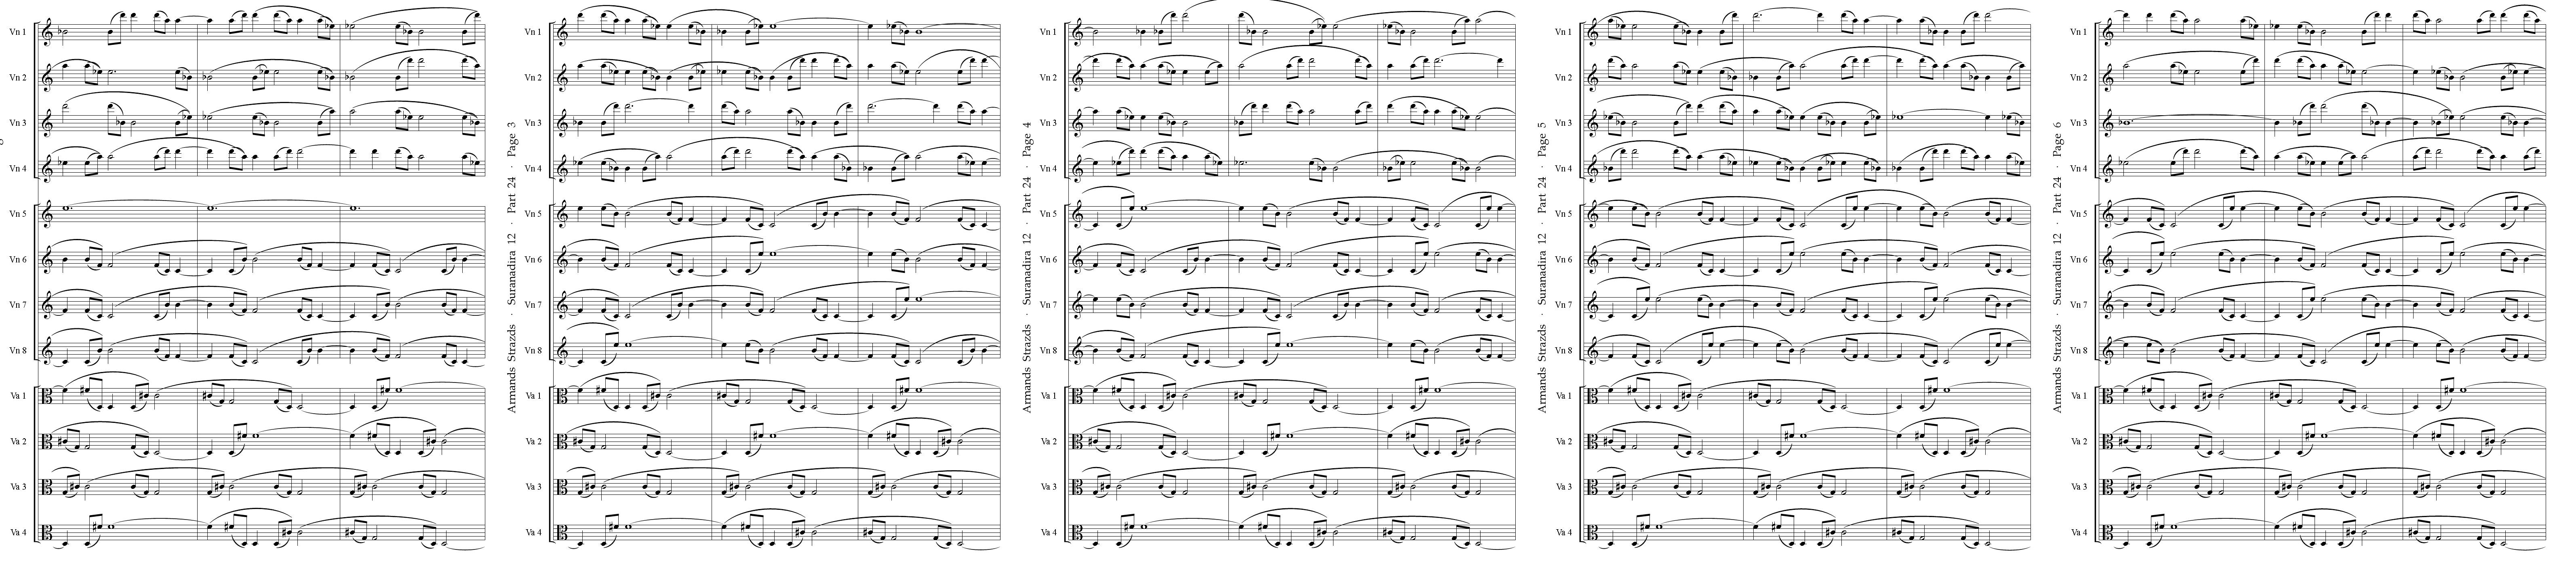 Vn 1
Vn 2
Vn 3
Vn 4
Vn 5
Vn 6
Vn 7
Vn 8
Va 1
Va 2
Va 3
Va 4
Armands Strazds · Suranadira 12 · Part 24 · Page 3
Vn 1
Vn 2
Vn 3
Vn 4
Vn 5
Vn 6
Vn 7
Vn 8
Va 1
Va 2
Va 3
Va 4
Armands Strazds · Suranadira 12 · Part 24 · Page 4
Vn 1
Vn 2
Vn 3
Vn 4
Vn 5
Vn 6
Vn 7
Vn 8
Va 1
Va 2
Va 3
Va 4
Armands Strazds · Suranadira 12 · Part 24 · Page 5
Vn 1
Vn 2
Vn 3
Vn 4
Vn 5
Vn 6
Vn 7
Vn 8
Va 1
Va 2
Va 3
Va 4
Armands Strazds · Suranadira 12 · Part 24 · Page 6
Vn 1
Vn 2
Vn 3
Vn 4
Vn 5
Vn 6
Vn 7
Vn 8
Va 1
Va 2
Va 3
Va 4